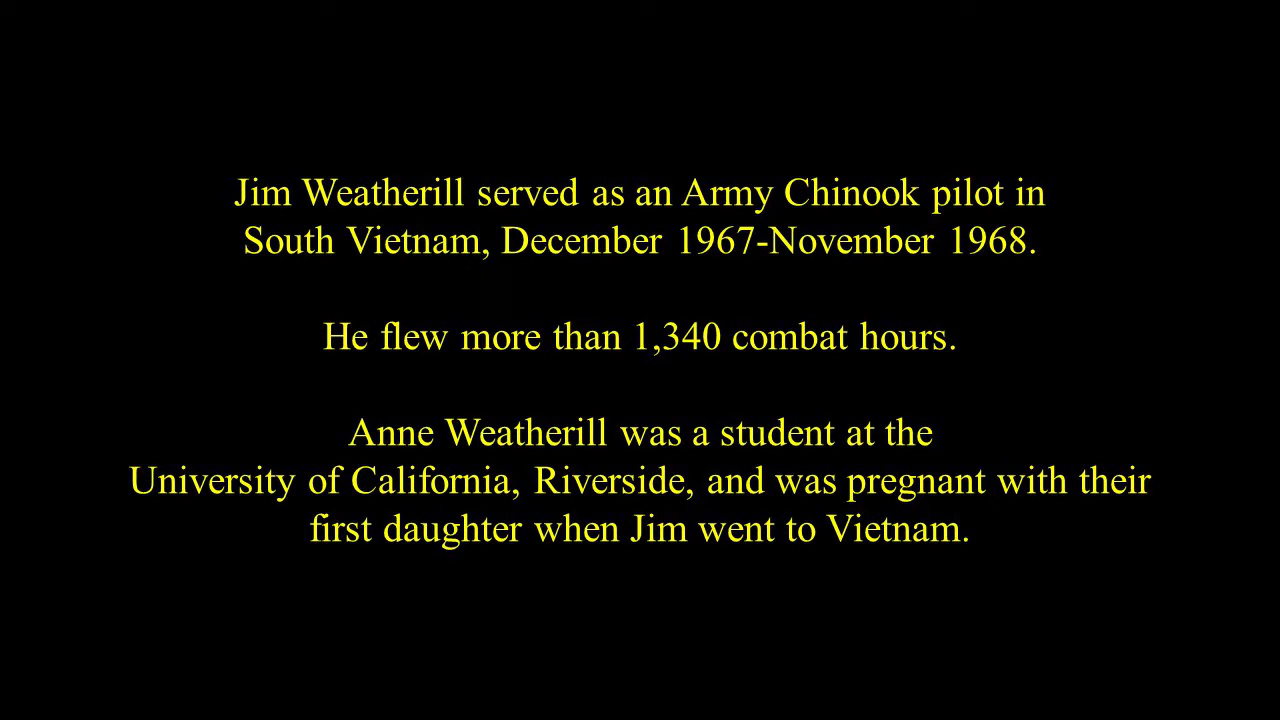 Jim Weatherill served as an Army Chinook pilot in
South Vietnam, December 1967-November 1968.
He flew more than 1,340 combat hours.
Anne Weatherill was a student at the
University of California, Riverside, and was pregnant with their
first daughter when Jim went to Vietnam.